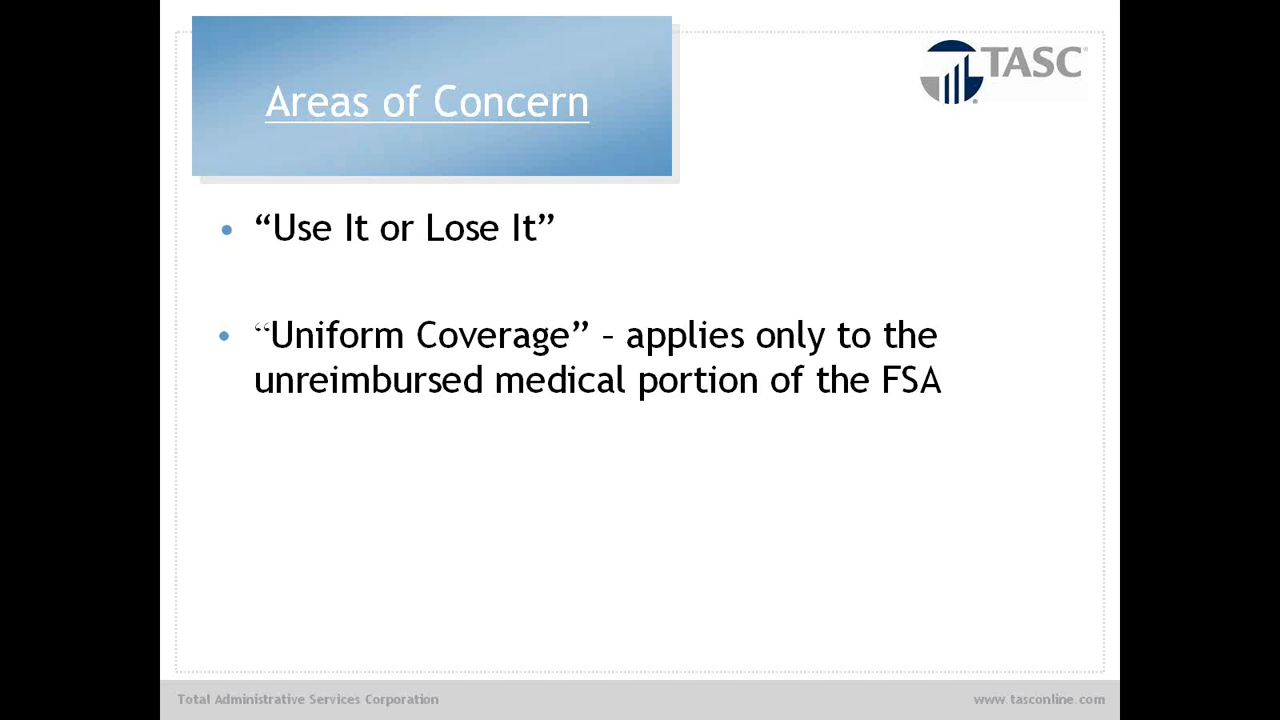 Areas of Concern
TASC®
• “Use It or Lose It”
• “Uniform Coverage” – applies only to the
unreimbursed medical portion of the FSA
Total Administrative Services Corporation
www.tasconline.com